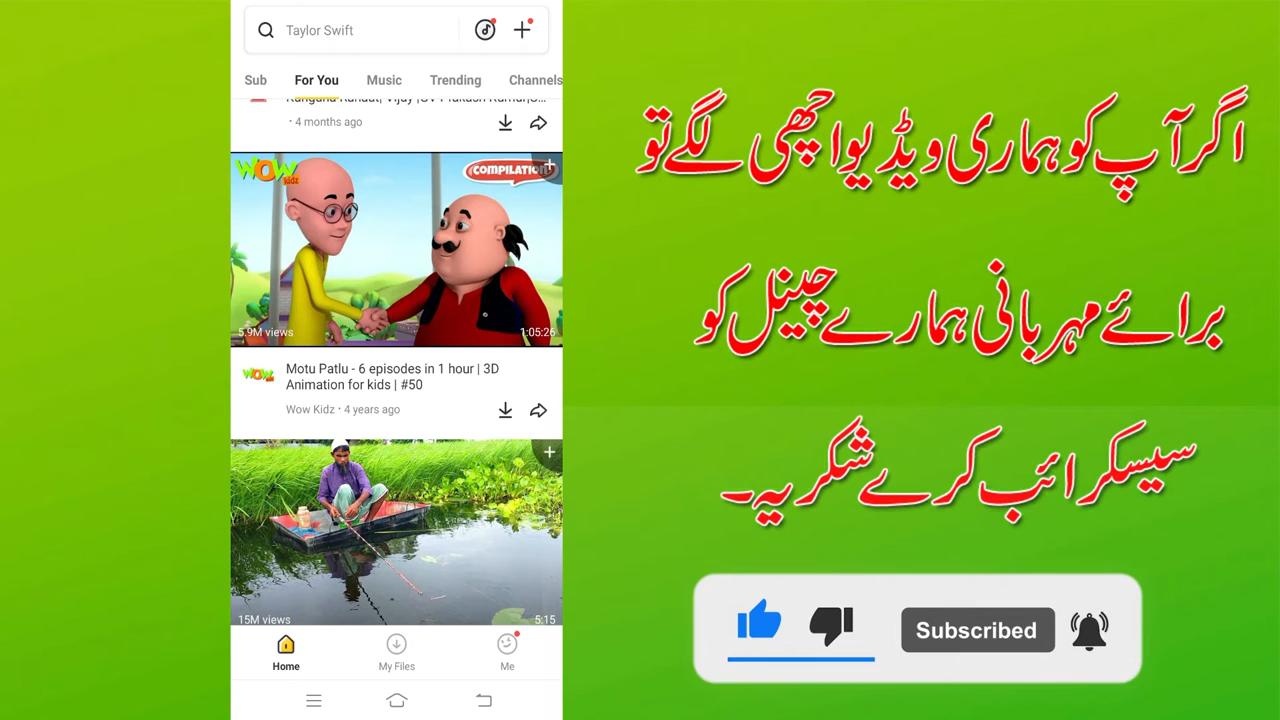 Taylor Swift
Sub For You Music Trending Channels
• 4 months ago
WOW kidz
COMPILATION
5.9M views 1:05:26
Motu Patlu - 6 episodes in 1 hour | 3D
Animation for kids | #50
Wow Kidz • 4 years ago
15M views 5:15
Home My Files Me
اگر آپ کو ہماری ویڈیو اچھی لگے تو
برائے مہربانی ہمارے چینل کو
سیسکرائب کرے شکریہ۔
Subscribed